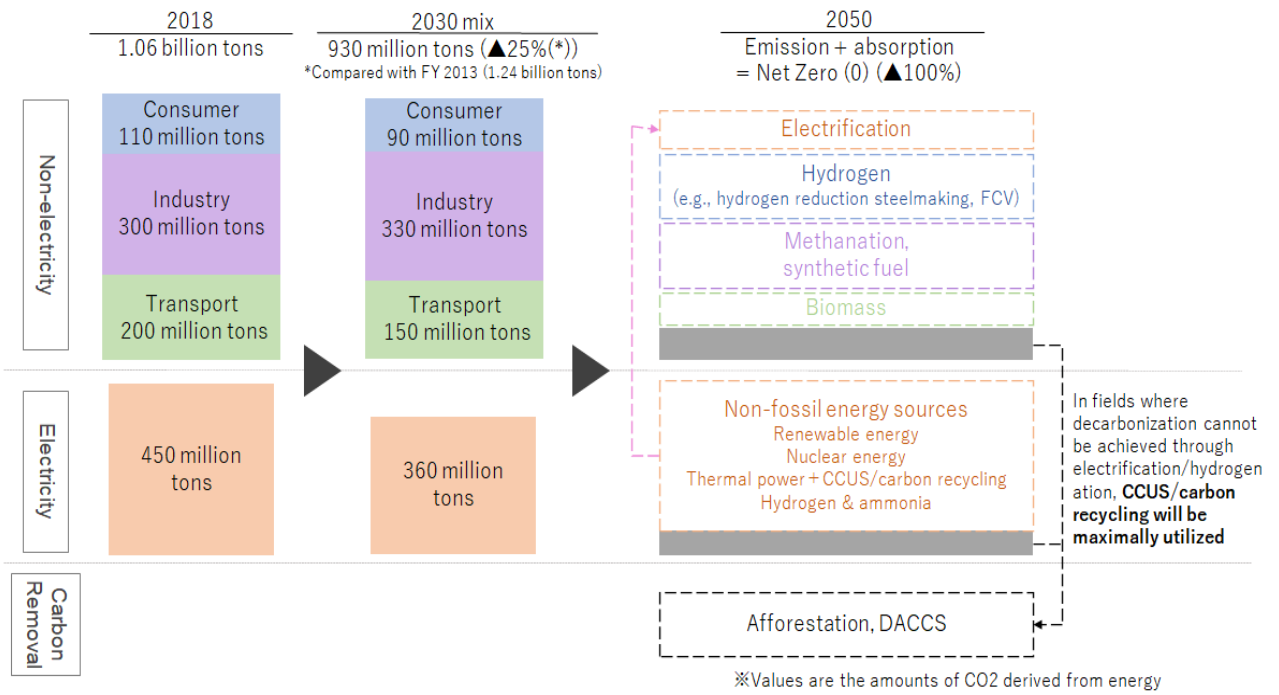 2018
1.06 billion tons
2030 mix
930 million tons (▲25%(*))
*Compared with FY 2013 (1.24 billion tons)
2050
Emission + absorption
= Net Zero (0) (▲100%)
Non-electricity
Consumer
110 million tons
Industry
300 million tons
Transport
200 million tons
Consumer
90 million tons
Industry
330 million tons
Transport
150 million tons
Electrification
Hydrogen
(e.g., hydrogen reduction steelmaking, FCV)
Methanation,
synthetic fuel
Biomass
Electricity
450 million
tons
360 million
tons
Non-fossil energy sources
Renewable energy
Nuclear energy
Thermal power+CCUS/carbon recycling
Hydrogen & ammonia
In fields where
decarbonization cannot
be achieved through
electrification/hydrogen
ation, CCUS/carbon
recycling will be
maximally utilized
Carbon
Removal
Afforestation, DACCS
※Values are the amounts of CO2 derived from energy